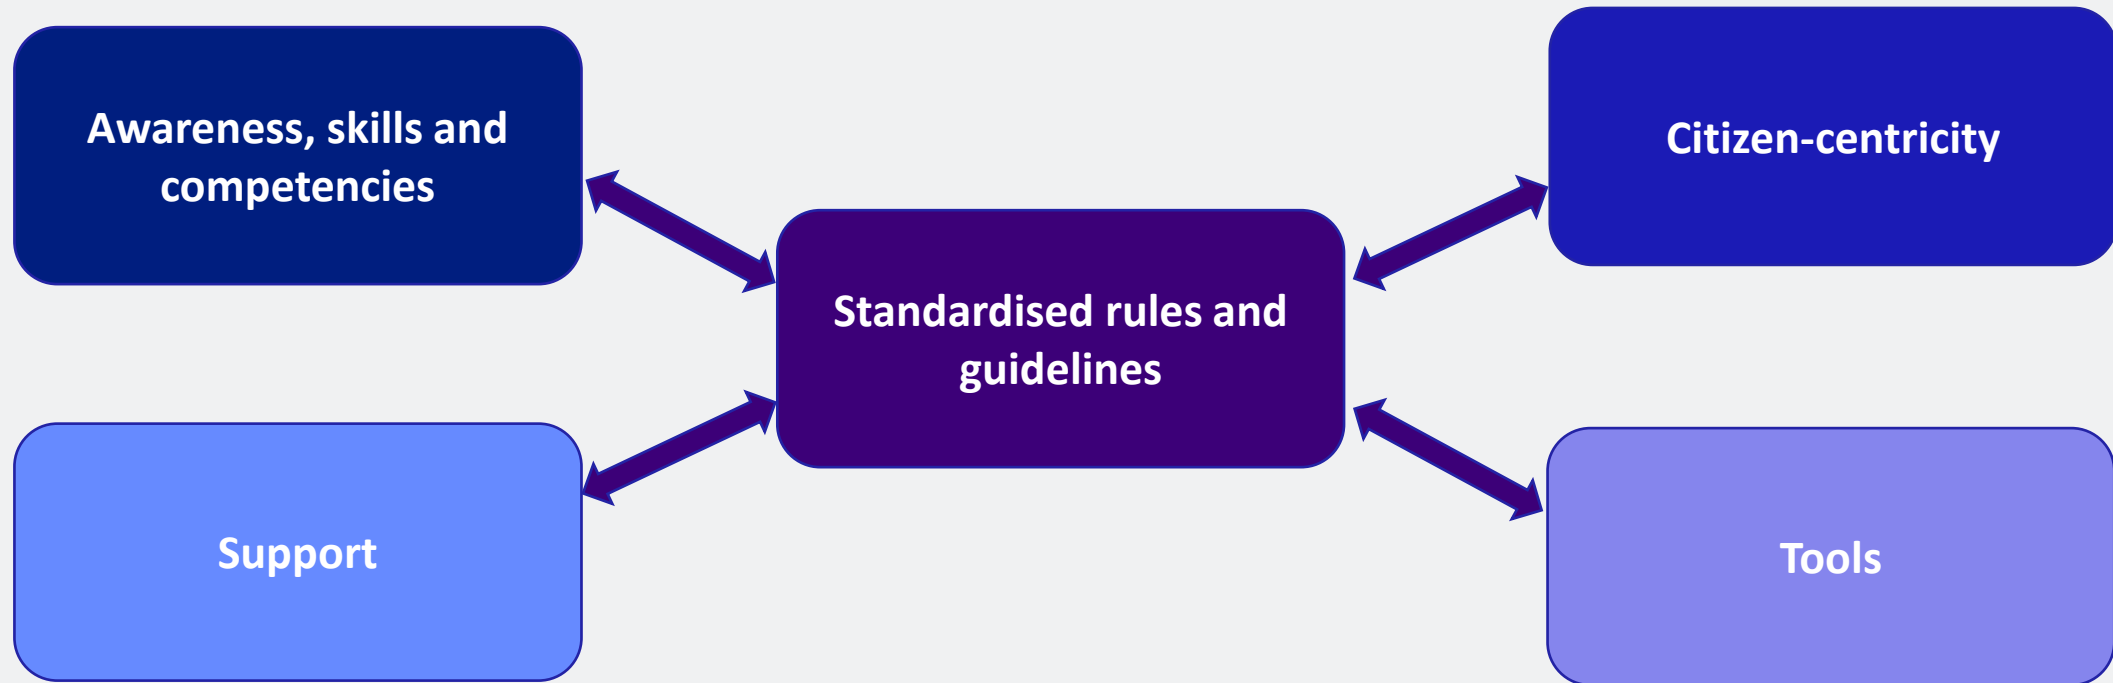 Awareness, skills and
competencies
Citizen-centricity
Standardised rules and
guidelines
Support
Tools